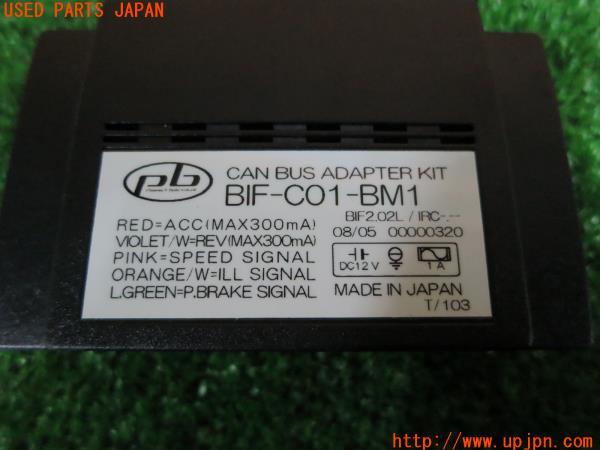 USED PARTS JAPAN
pb
CAN BUS ADAPTER KIT
BIF-C01-BM1
BIF2.02L / IRC-.--
RED=ACC(MAX300mA)
08/05 00000320
VIOLET/W=REV(MAX300mA)
PINK=SPEED SIGNAL
ORANGE/W=ILL SIGNAL
DC12V
1A
L.GREEN=P.BRAKE SIGNAL
MADE IN JAPAN
T/103
http://www.upjpn.com/